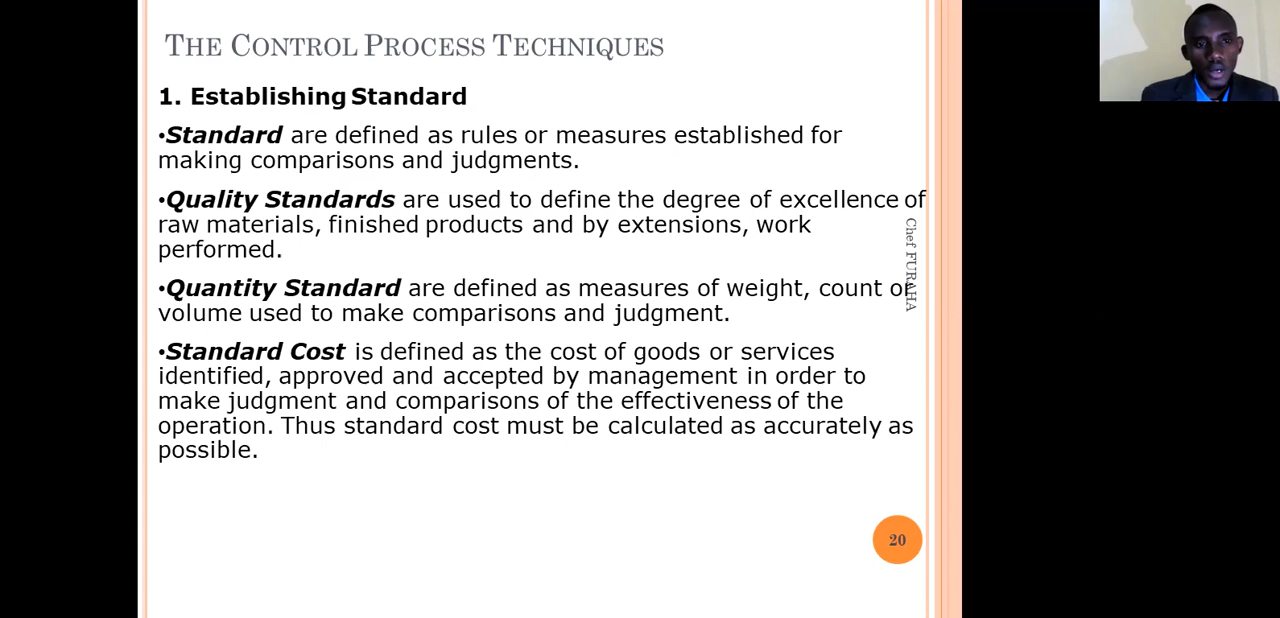 THE CONTROL PROCESS TECHNIQUES
1. Establishing Standard
•Standard are defined as rules or measures established for
making comparisons and judgments.
•Quality Standards are used to define the degree of excellence of
raw materials, finished products and by extensions, work
performed.
•Quantity Standard are defined as measures of weight, count or
volume used to make comparisons and judgment.
•Standard Cost is defined as the cost of goods or services
identified, approved and accepted by management in order to
make judgment and comparisons of the effectiveness of the
operation. Thus standard cost must be calculated as accurately as
possible.
Chef FURAHA
20